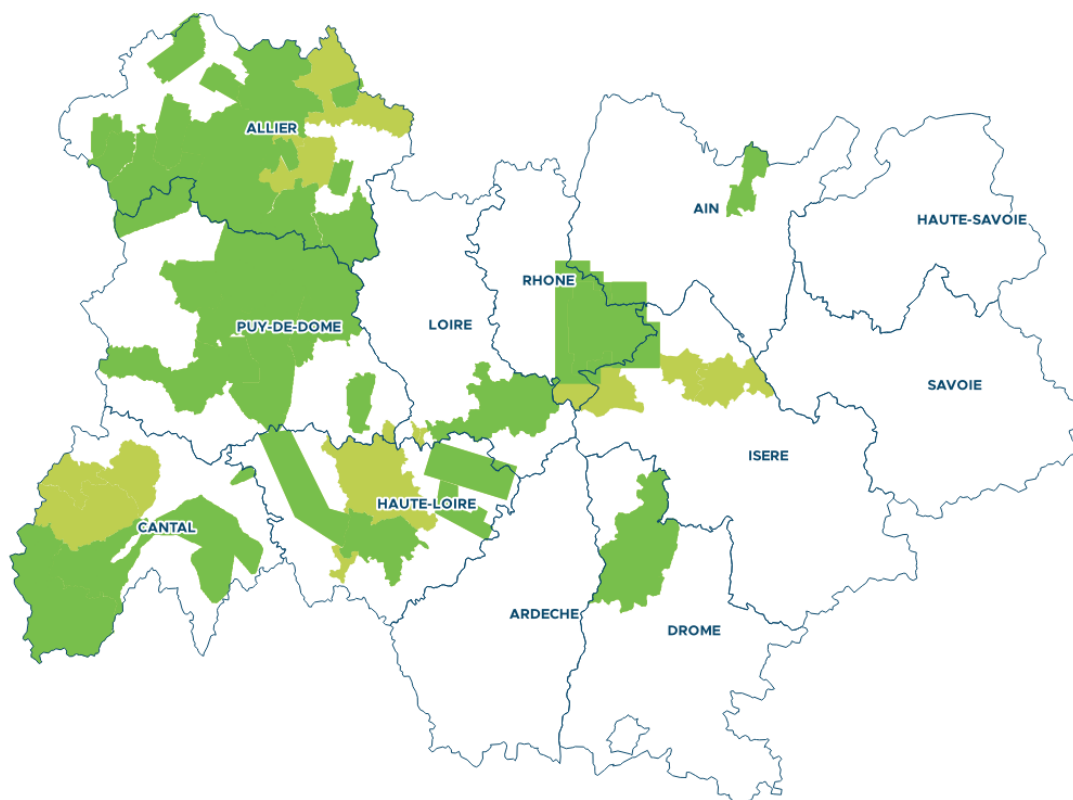 ALLIER
AIN
HAUTE-SAVOIE
RHONE
PUY-DE-DOME
LOIRE
SAVOIE
ISERE
HAUTE-LOIRE
CANTAL
ARDECHE
DROME